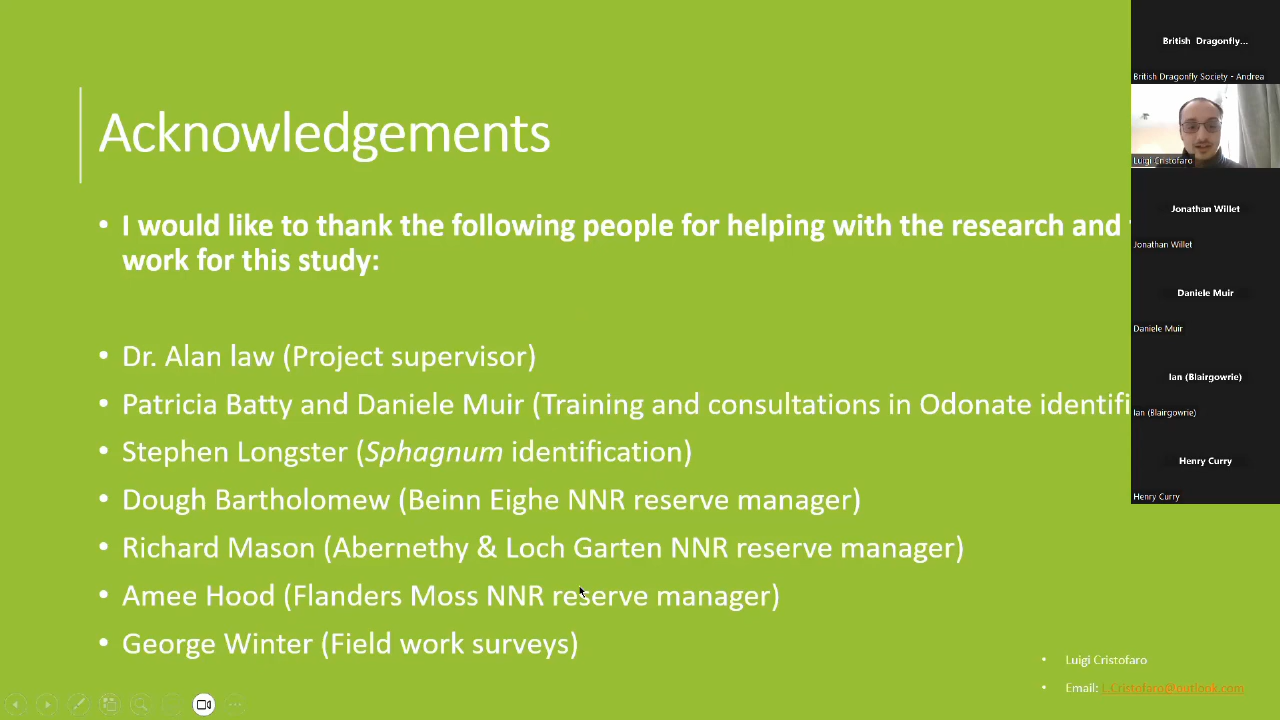 Acknowledgements
• I would like to thank the following people for helping with the research and
work for this study:
• Dr. Alan law (Project supervisor)
• Patricia Batty and Daniele Muir (Training and consultations in Odonate identifi
• Stephen Longster (Sphagnum identification)
• Dough Bartholomew (Beinn Eighe NNR reserve manager)
• Richard Mason (Abernethy & Loch Garten NNR reserve manager)
• Amee Hood (Flanders Moss NNR reserve manager)
• George Winter (Field work surveys)
• Luigi Cristofaro
• Email: L.Cristofaro@outlook.com
British Dragonfly...
British Dragonfly Society - Andrea
Luigi Cristofaro
Jonathan Willet
Jonathan Willet
Daniele Muir
Daniele Muir
Ian (Blairgowrie)
Ian (Blairgowrie)
Henry Curry
Henry Curry